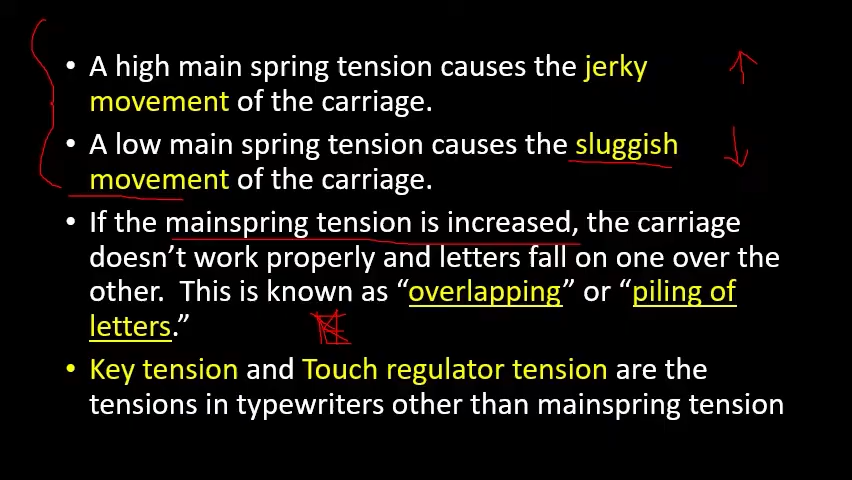 • A high main spring tension causes the jerky
movement of the carriage.
• A low main spring tension causes the sluggish
movement of the carriage.
• If the mainspring tension is increased, the carriage
doesn’t work properly and letters fall on one over the
other.  This is known as “overlapping” or “piling of
letters.”
• Key tension and Touch regulator tension are the
tensions in typewriters other than mainspring tension